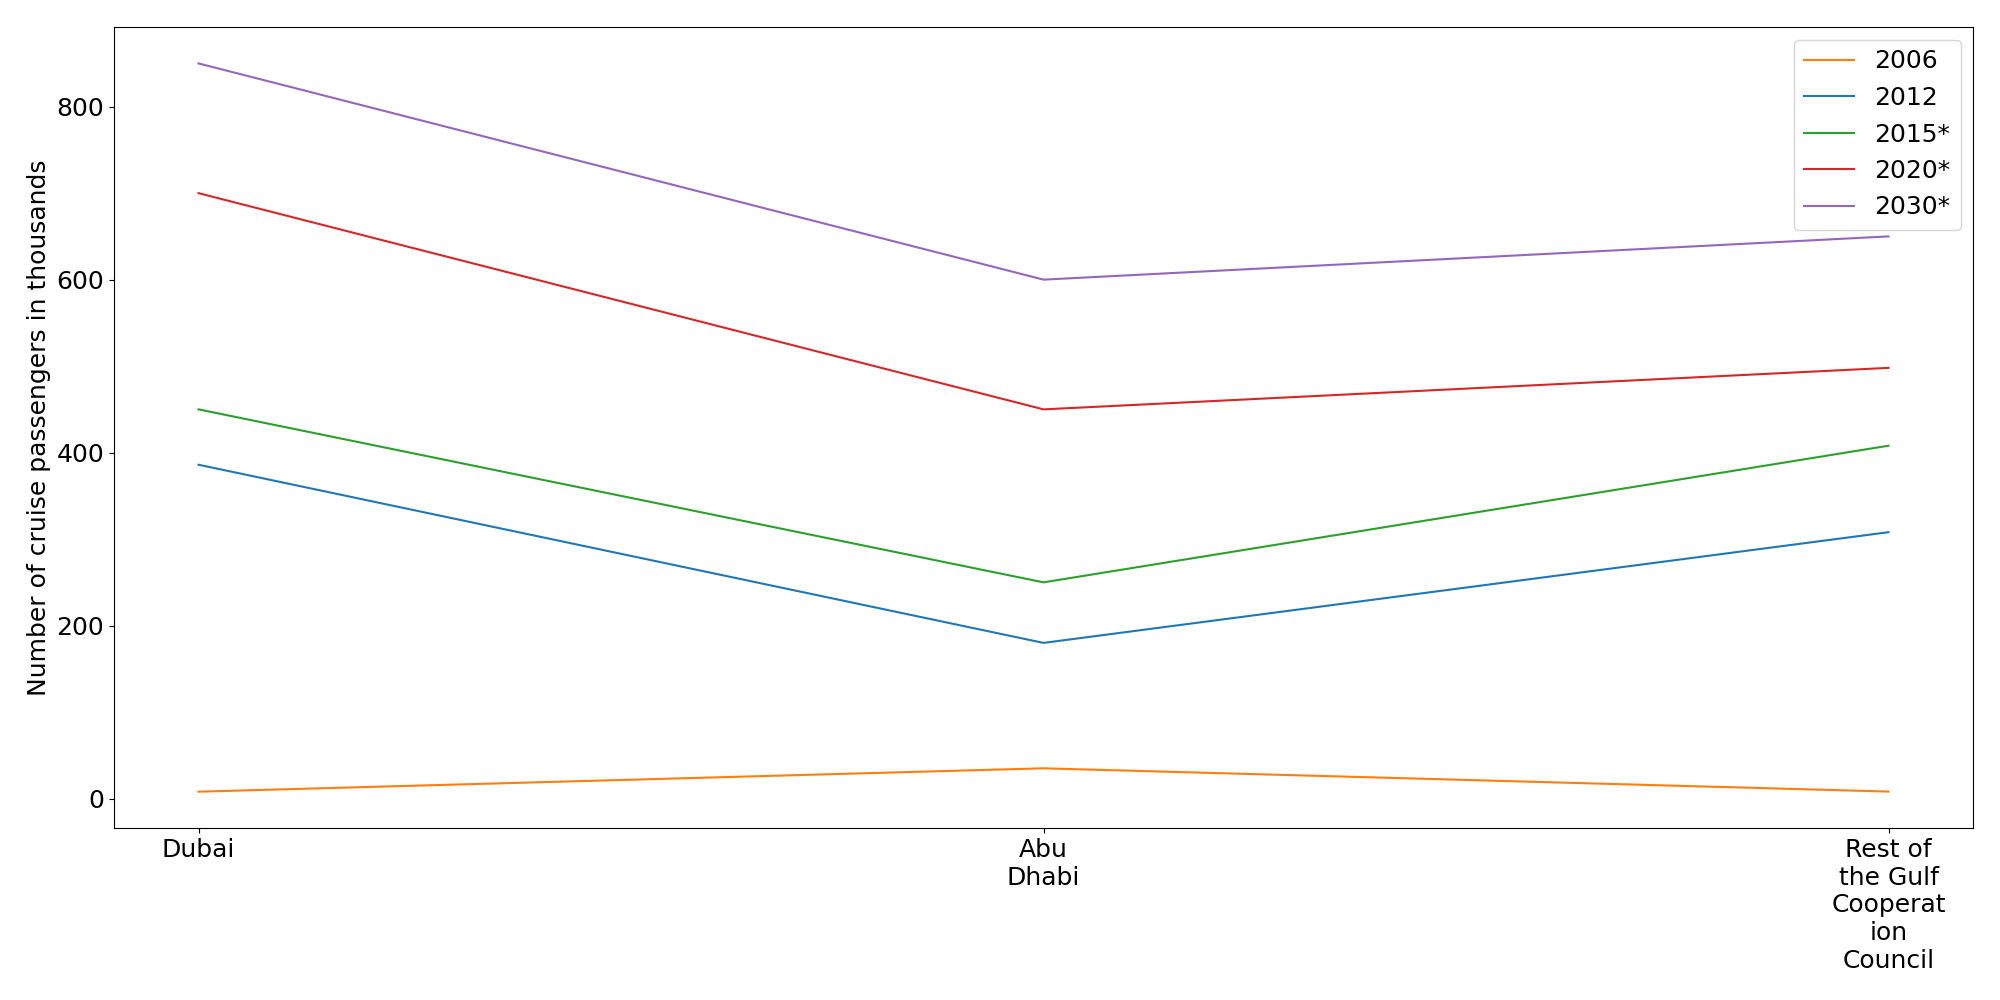 Number of cruise passengers in thousands
800
600
400
200
0
2006
2012
2015*
2020*
2030*
Dubai
Abu
Dhabi
Rest of
the Gulf
Cooperat
ion
Council